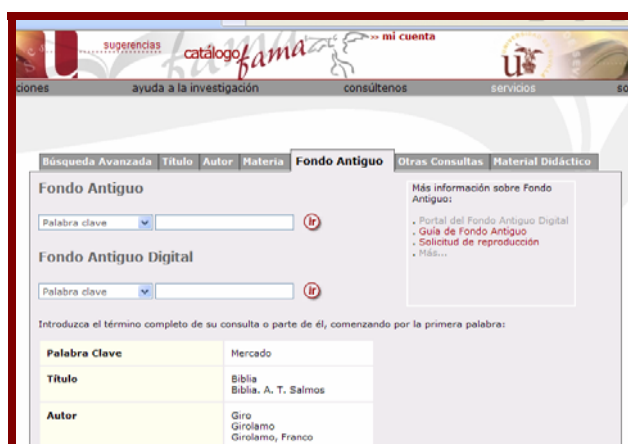 sugerencias
catálogo fama
fama
>> mi cuenta
ciones ayuda a la investigación consúltenos servicios so
Búsqueda Avanzada Título Autor Materia Fondo Antiguo Otras Consultas Material Didáctico
Fondo Antiguo
Palabra clave
ir
Fondo Antiguo Digital
Palabra clave
ir
Más información sobre Fondo
Antiguo:
. Portal del Fondo Antiguo Digital
. Guía de Fondo Antiguo
. Solicitud de reproducción
. Más...
Introduzca el término completo de su consulta o parte de él, comenzando por la primera palabra:
Palabra Clave Mercado
Título Biblia
Biblia. A. T. Salmos
Autor Giro
Girolamo
Girolamo, Franco